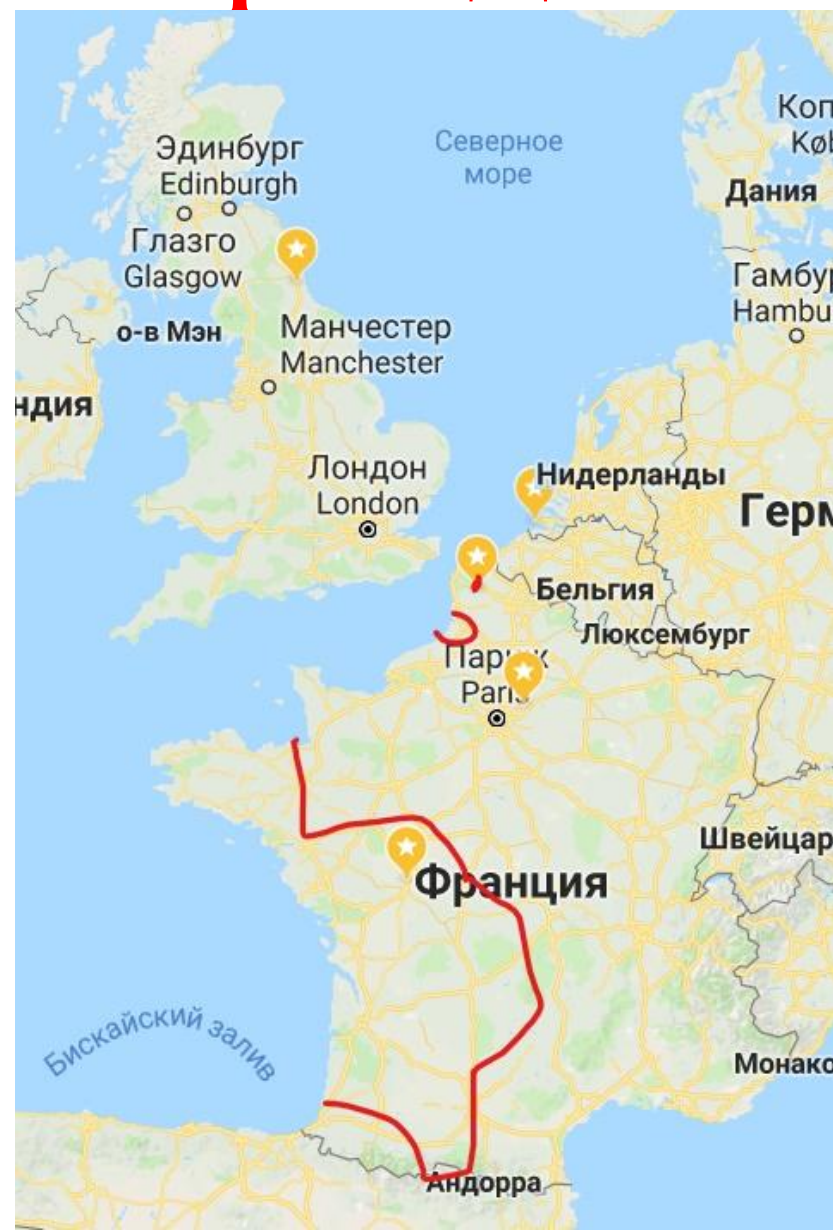 Коп
Køb
Северное
море
Эдинбург
Edinburgh
Дания
Глазго
Glasgow
Гамбур
Hambu
о-в Мэн
Манчестер
Manchester
ндия
Лондон
London
Нидерланды
Герм
Бельгия
Люксембург
Париж
Paris
Швейцар
Франция
Бискайский залив
Монако
Андорра